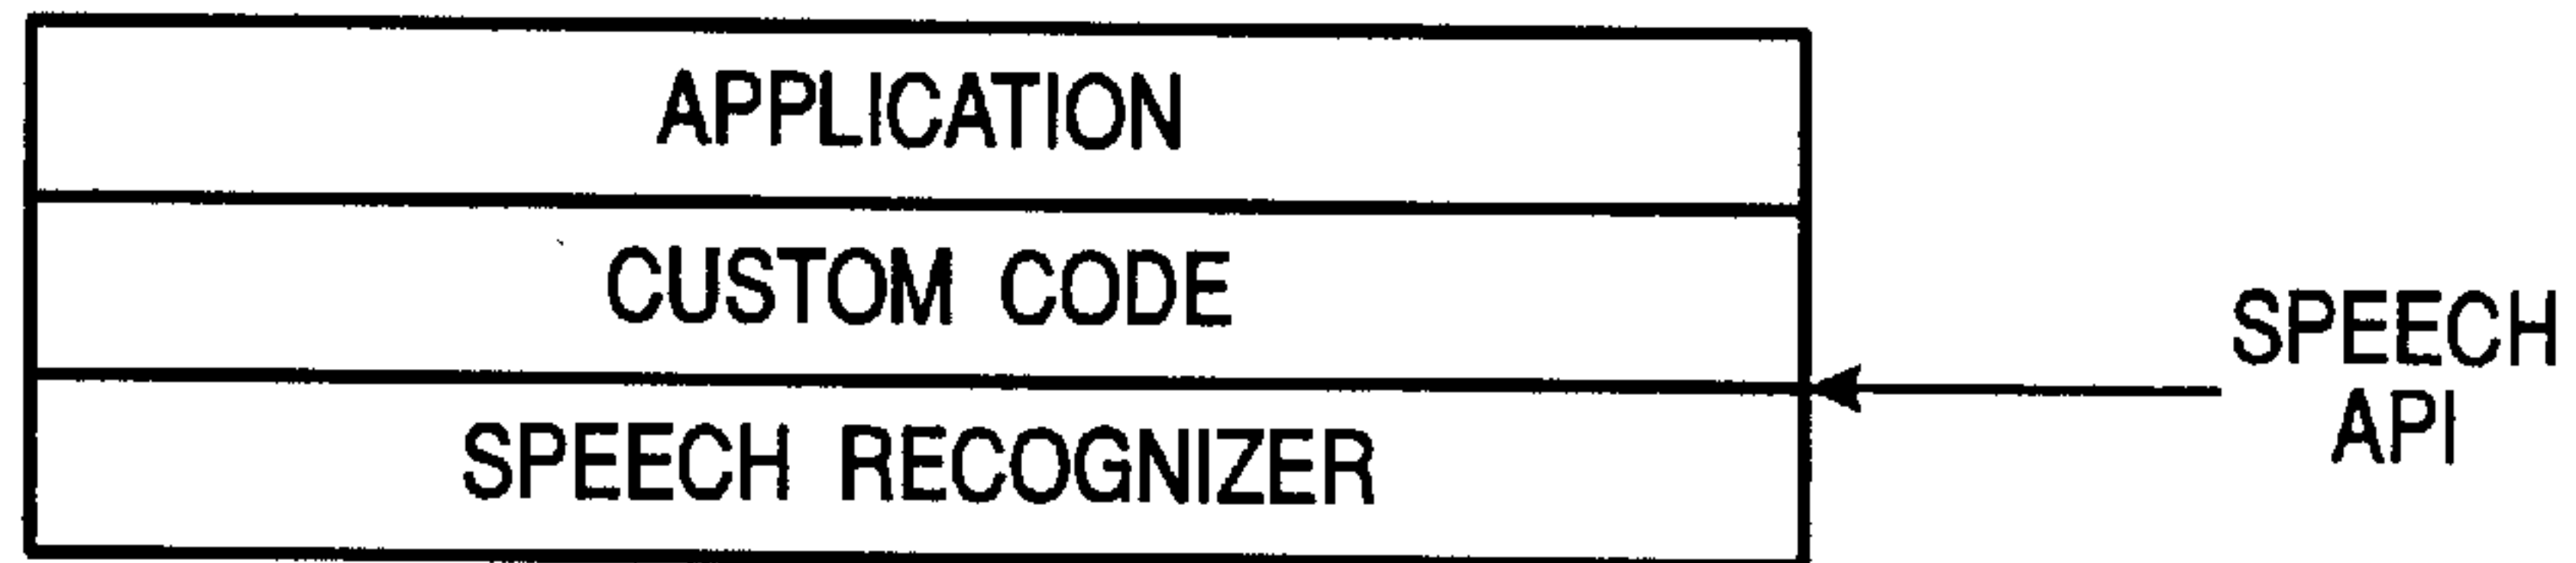 APPLICATION
CUSTOM CODE
SPEECH RECOGNIZER
SPEECH
API